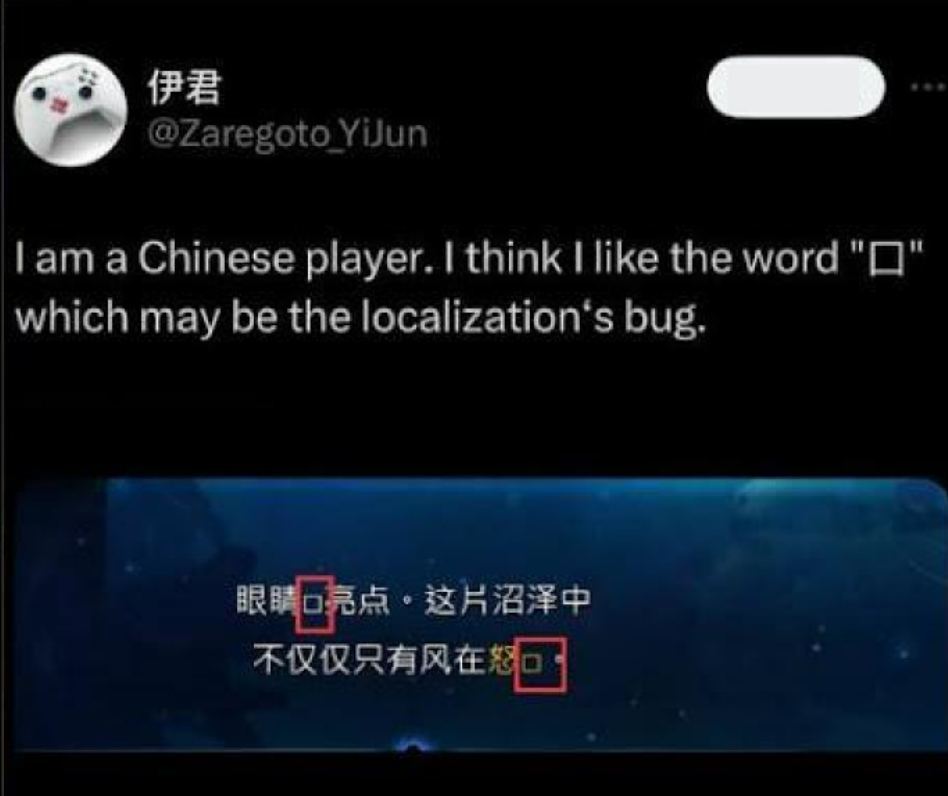 伊君
@Zaregoto_YiJun
I am a Chinese player. I think I like the word "口"
which may be the localization‘s bug.
眼睛□亮点。这片沼泽中
不仅仅只有风在怒□。